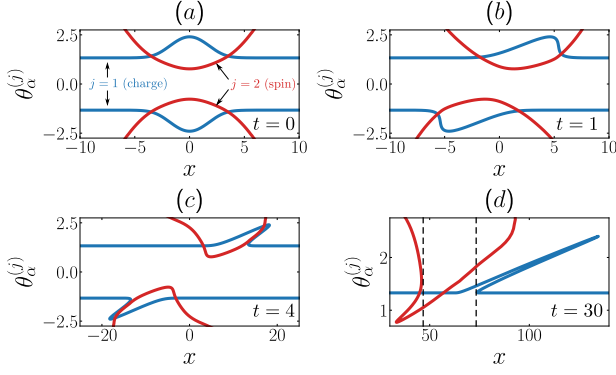 (a)
(b)
θ_α^(j)
2.5
0.0
−2.5
j = 1 (charge)
j = 2 (spin)
t = 0
−10 −5 0 5 10
x
θ_α^(j)
2.5
0.0
−2.5
t = 1
−10 −5 0 5 10
x
(c)
(d)
θ_α^(j)
2.5
0.0
−2.5
t = 4
−20 0 20
x
θ_α^(j)
2
1
t = 30
50 100
x